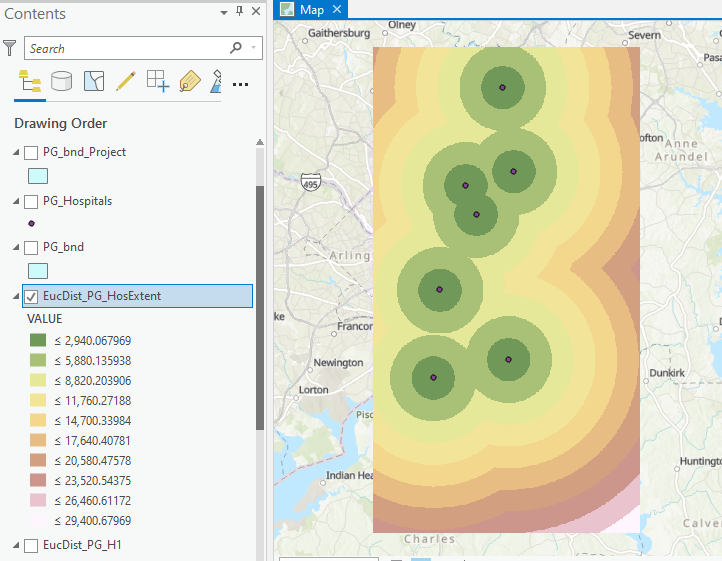 Contents
Search
Drawing Order
PG_bnd_Project
PG_Hospitals
PG_bnd
EucDist_PG_HosExtent
VALUE
≤ 2,940.067969
≤ 5,880.135938
≤ 8,820.203906
≤ 11,760.27188
≤ 14,700.33984
≤ 17,640.40781
≤ 20,580.47578
≤ 23,520.54375
≤ 26,460.61172
≤ 29,400.67969
EucDist_PG_H1
Map
Olney
Gaithersburg
Severn
Pasa
ofton
Anne
Arundel
495
Arling
ke
Francon
Newington
Lorton
Dunkirk
Pisc
Indian Hea
Huntingt
Calver
Charles